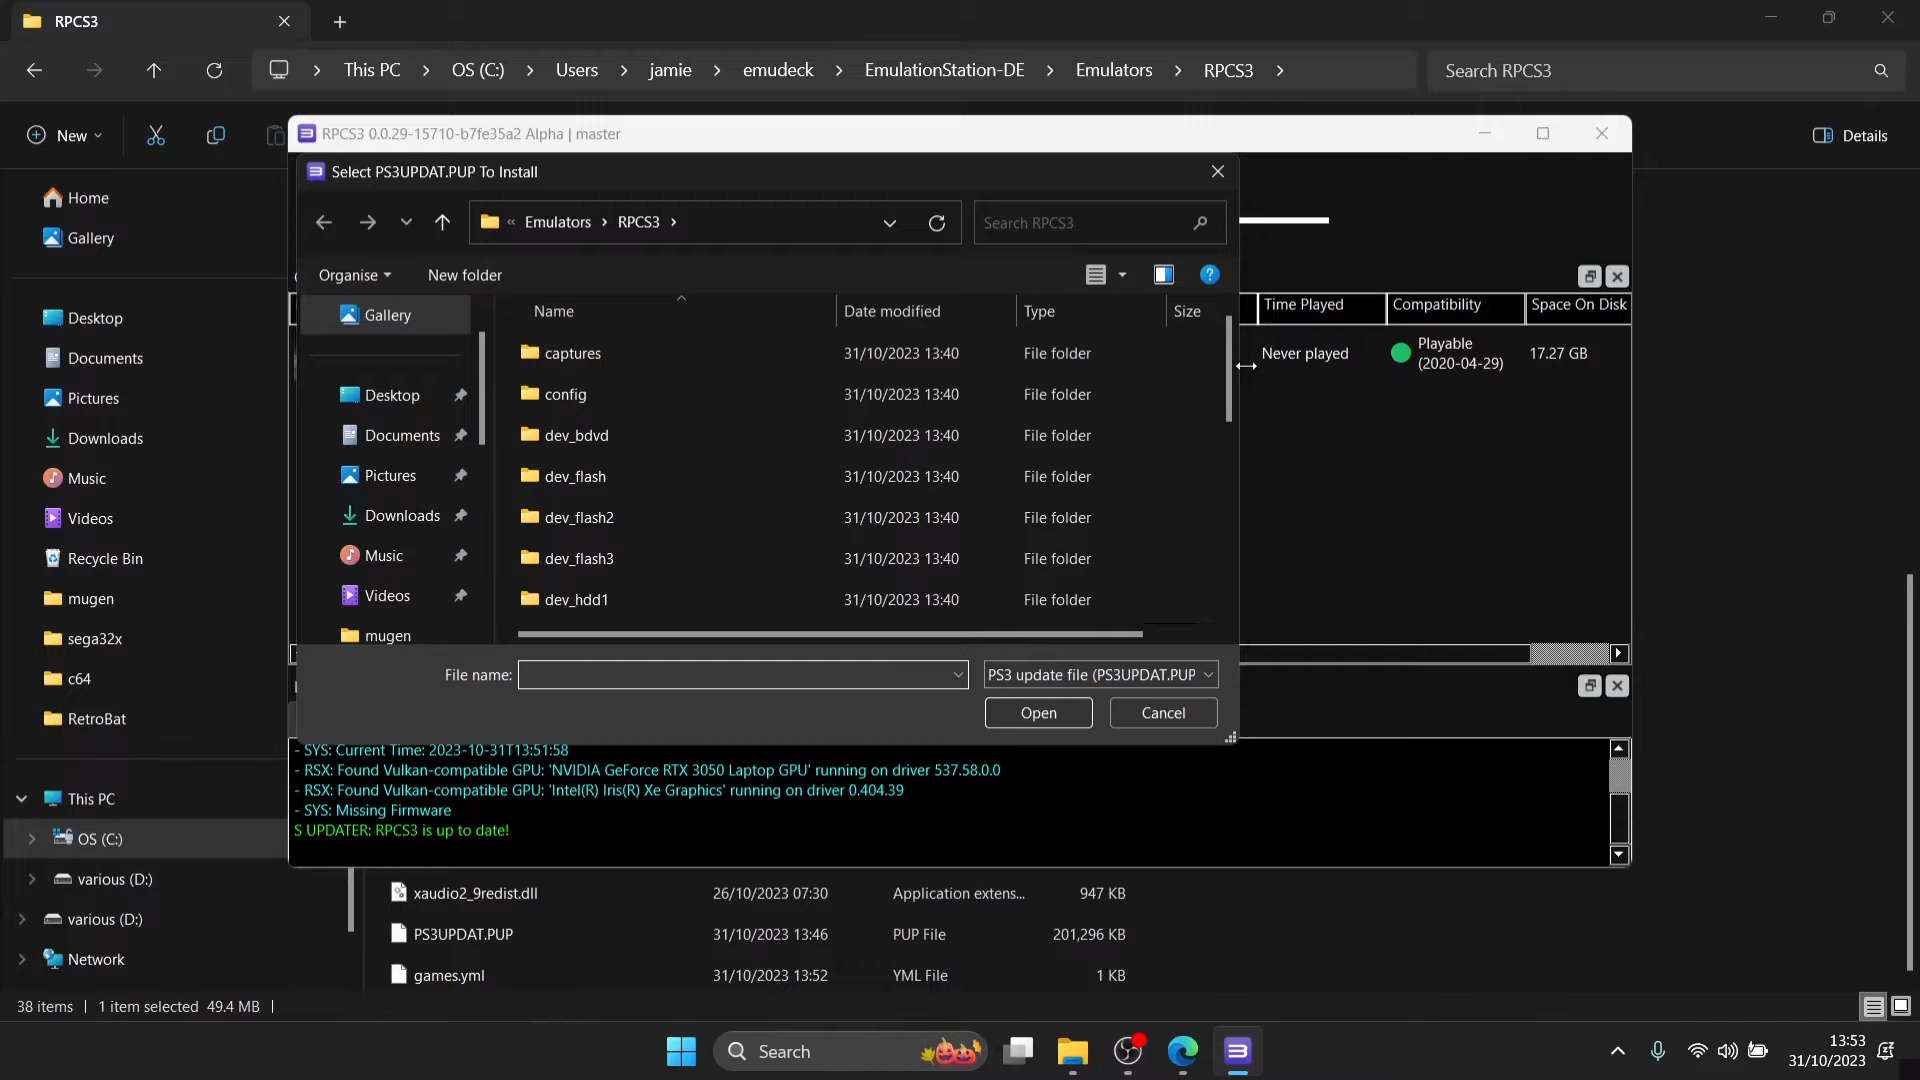 RPCS3
This PC
OS (C:)
Users
jamie
emudeck
EmulationStation-DE
Emulators
RPCS3
Search RPCS3
New
Details
RPCS3 0.0.29-15710-b7fe35a2 Alpha | master
Select PS3UPDAT.PUP To Install
Home
Gallery
« Emulators
RPCS3
Search RPCS3
Organise
New folder
Time Played
Compatibility
Space On Disk
Gallery
Name
Date modified
Type
Size
Desktop
Documents
Pictures
Downloads
Music
Videos
Recycle Bin
mugen
sega32x
c64
RetroBat
captures 31/10/2023 13:40 File folder
Never played
Playable
(2020-04-29)
17.27 GB
Desktop
config 31/10/2023 13:40 File folder
Documents
dev_bdvd 31/10/2023 13:40 File folder
Pictures
dev_flash 31/10/2023 13:40 File folder
Downloads
dev_flash2 31/10/2023 13:40 File folder
Music
dev_flash3 31/10/2023 13:40 File folder
Videos
dev_hdd1 31/10/2023 13:40 File folder
mugen
File name:
PS3 update file (PS3UPDAT.PUP
Open
Cancel
- SYS: Current Time: 2023-10-31T13:51:58
- RSX: Found Vulkan-compatible GPU: 'NVIDIA GeForce RTX 3050 Laptop GPU' running on driver 537.58.0.0
- RSX: Found Vulkan-compatible GPU: 'Intel(R) Iris(R) Xe Graphics' running on driver 0.404.39
- SYS: Missing Firmware
S UPDATER: RPCS3 is up to date!
This PC
OS (C:)
various (D:)
various (D:)
Network
xaudio2_9redist.dll 26/10/2023 07:30 Application extens... 947 KB
PS3UPDAT.PUP 31/10/2023 13:46 PUP File 201,296 KB
games.yml 31/10/2023 13:52 YML File 1 KB
38 items
1 item selected 49.4 MB
Search
13:53
31/10/2023